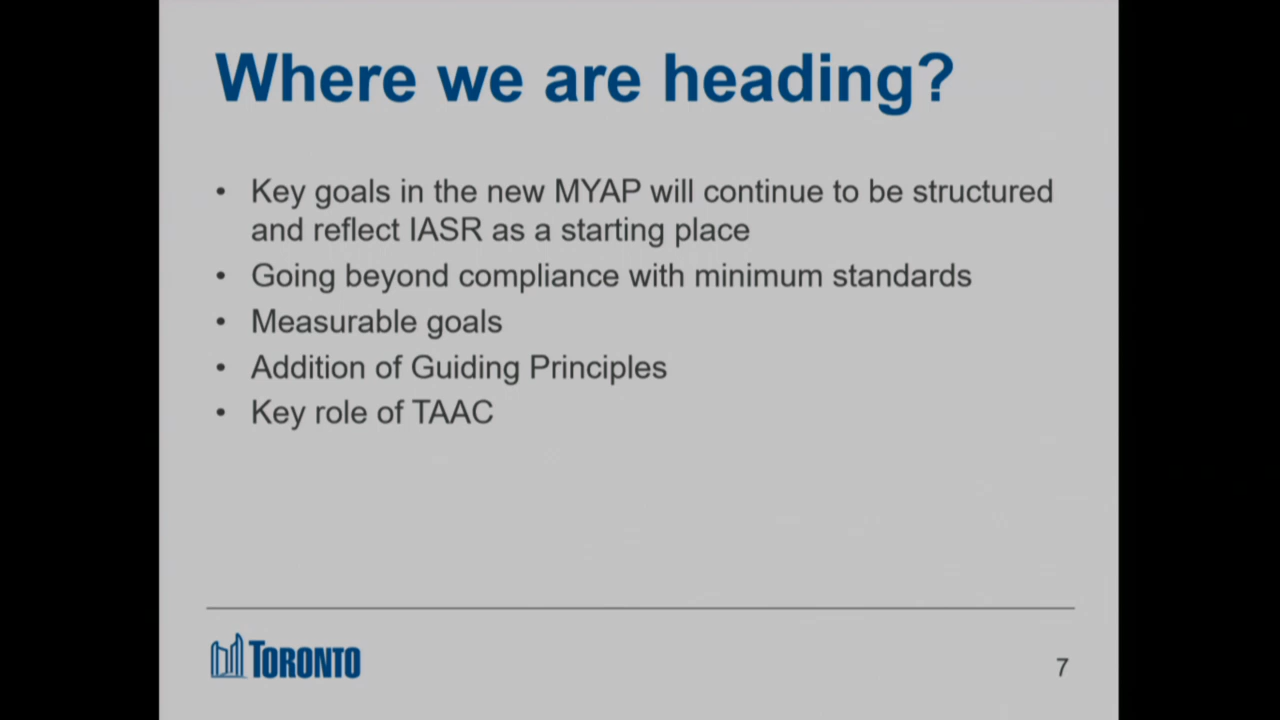 Where we are heading?
• Key goals in the new MYAP will continue to be structured
and reflect IASR as a starting place
• Going beyond compliance with minimum standards
• Measurable goals
• Addition of Guiding Principles
• Key role of TAAC
TORONTO
7